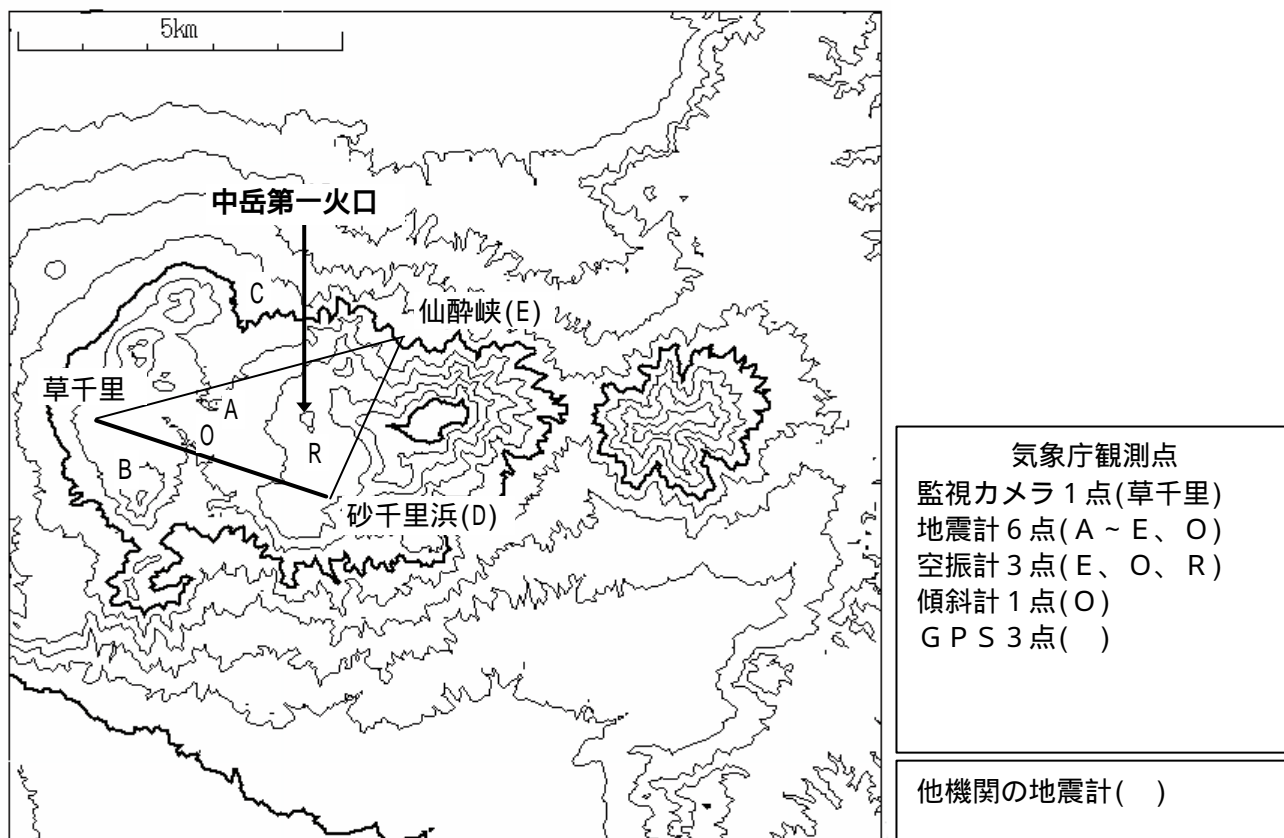 5km
中岳第一火口
C
仙酔峡(E)
草千里
A
O
R
B
砂千里浜(D)
気象庁観測点
監視カメラ1点(草千里)
地震計6点(A~E、O)
空振計3点(E、O、R)
傾斜計1点(O)
GPS3点( )
他機関の地震計( )